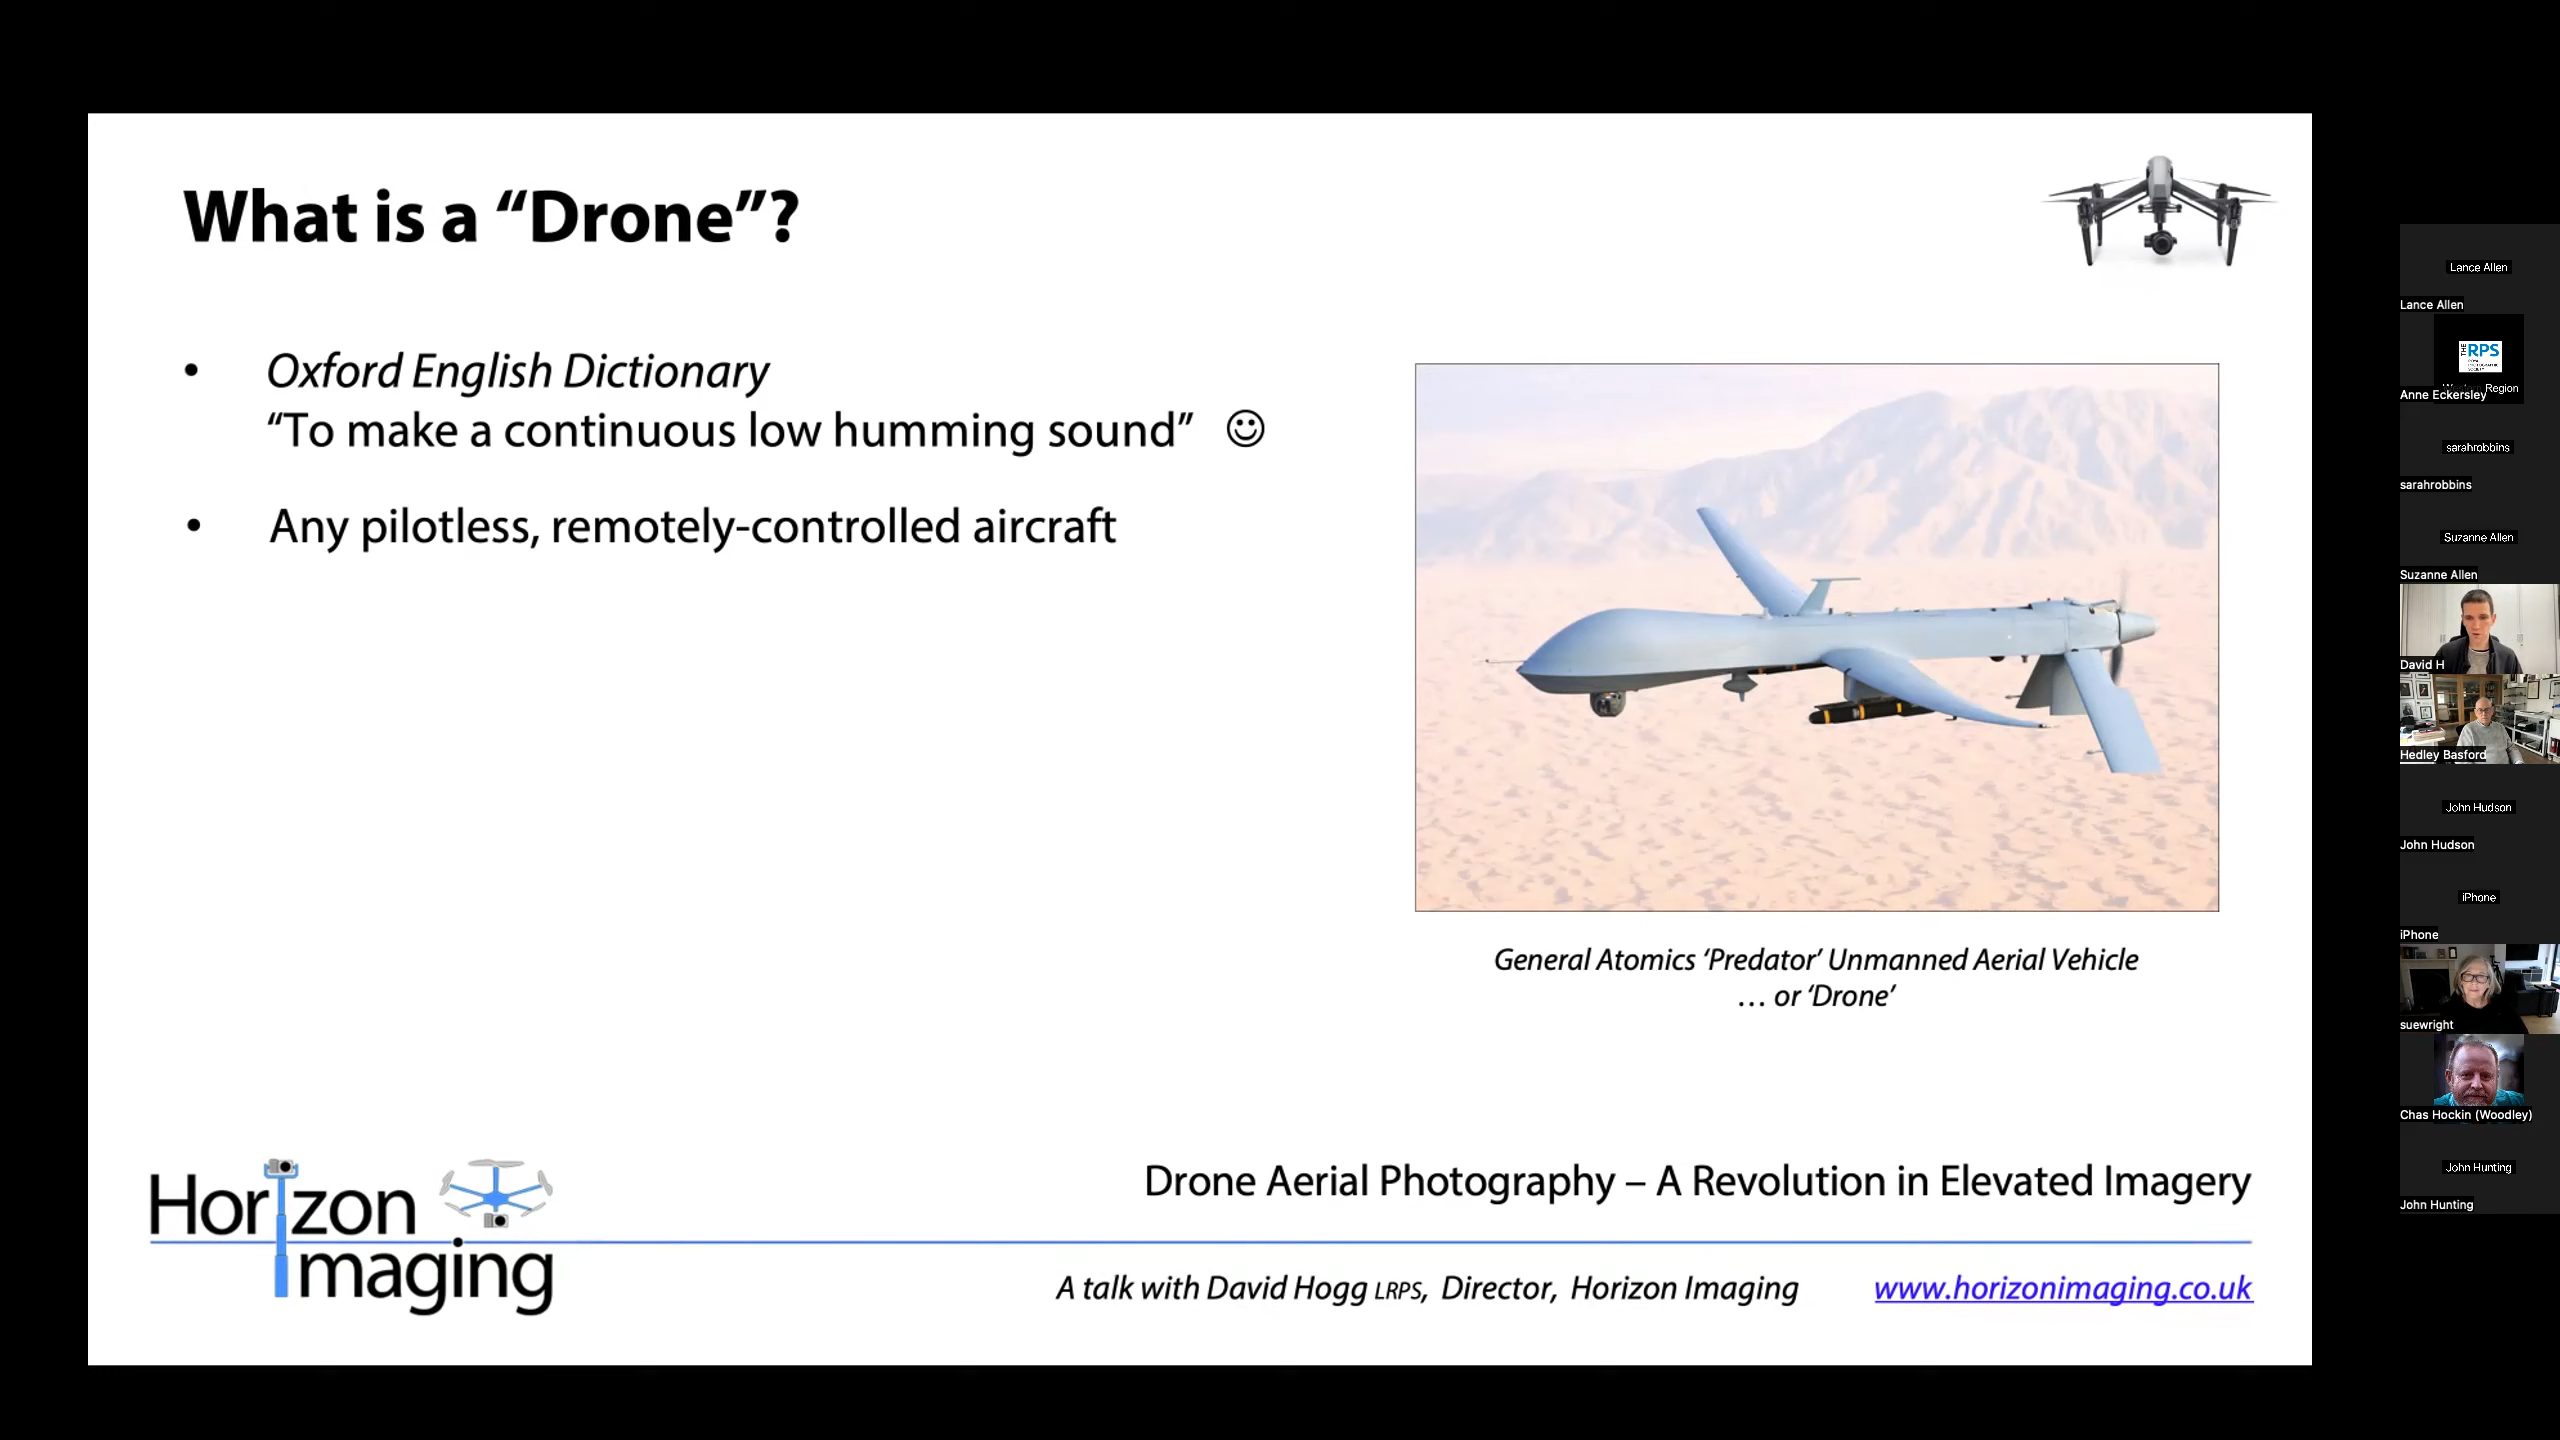 What is a “Drone”?
• Oxford English Dictionary
“To make a continuous low humming sound” ☺
• Any pilotless, remotely-controlled aircraft
General Atomics ‘Predator’ Unmanned Aerial Vehicle
… or ‘Drone’
Horizon
Imaging
Drone Aerial Photography – A Revolution in Elevated Imagery
A talk with David Hogg LRPS, Director, Horizon Imaging www.horizonimaging.co.uk
Lance Allen
Lance Allen
THE RPS
ROYAL
PHOTOGRAPHIC
SOCIETY
Region
Anne Eckersley
sarahrobbins
sarahrobbins
Suzanne Allen
Suzanne Allen
David H
Hedley Basford
John Hudson
John Hudson
iPhone
iPhone
suewright
Chas Hockin (Woodley)
John Hunting
John Hunting